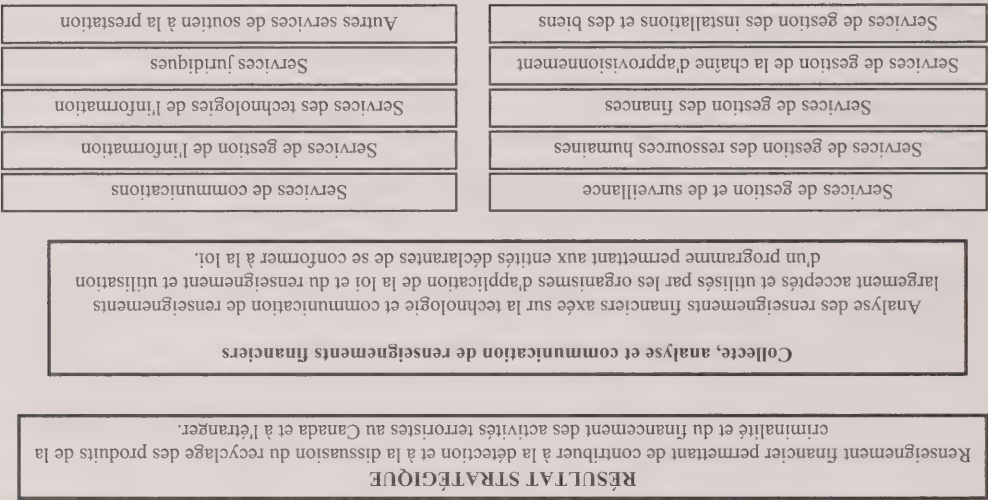 RÉSULTAT STRATÉGIQUE
Renseignement financier permettant de contribuer à la détection et à la dissuasion du recyclage des produits de la
criminalité et du financement des activités terroristes au Canada et à l'étranger.
Collecte, analyse et communication de renseignements financiers
Analyse des renseignements financiers axée sur la technologie et communication de renseignements
largement acceptés et utilisés par les organismes d'application de la loi et du renseignement et utilisation
d'un programme permettant aux entités déclarantes de se conformer à la loi.
Services de gestion et de surveillance
Services de communications
Services de gestion des ressources humaines
Services de gestion de l'information
Services de gestion des finances
Services des technologies de l'information
Services de gestion de la chaîne d'approvisionnement
Services juridiques
Services de gestion des installations et des biens
Autres services de soutien à la prestation